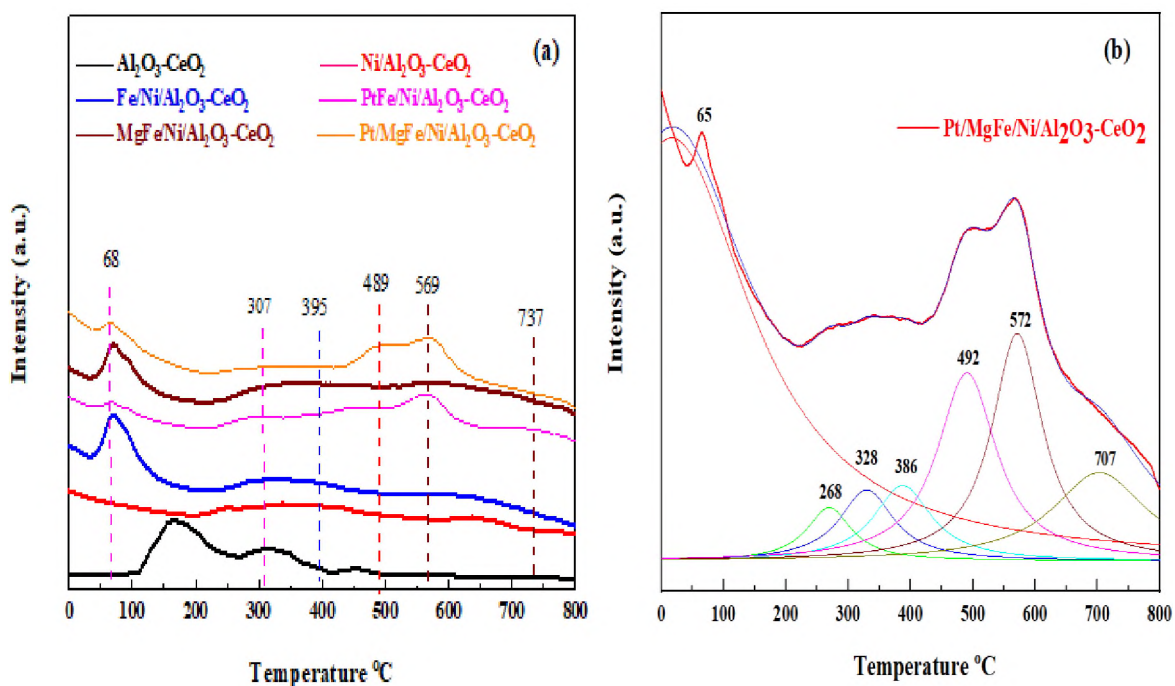 (a)
Al₂O₃-CeO₂ Ni/Al₂O₃-CeO₂
Fe/Ni/Al₂O₃-CeO₂ PtFe/Ni/Al₂O₃-CeO₂
MgFe/Ni/Al₂O₃-CeO₂ Pt/MgFe/Ni/Al₂O₃-CeO₂
68 307 395 489 569 737
Intensity (a.u.)
0 100 200 300 400 500 600 700 800
Temperature ⁰C
(b)
65
Pt/MgFe/Ni/Al₂O₃-CeO₂
268 328 386 492 572 707
Intensity (a.u.)
0 100 200 300 400 500 600 700 800
Temperature ⁰C